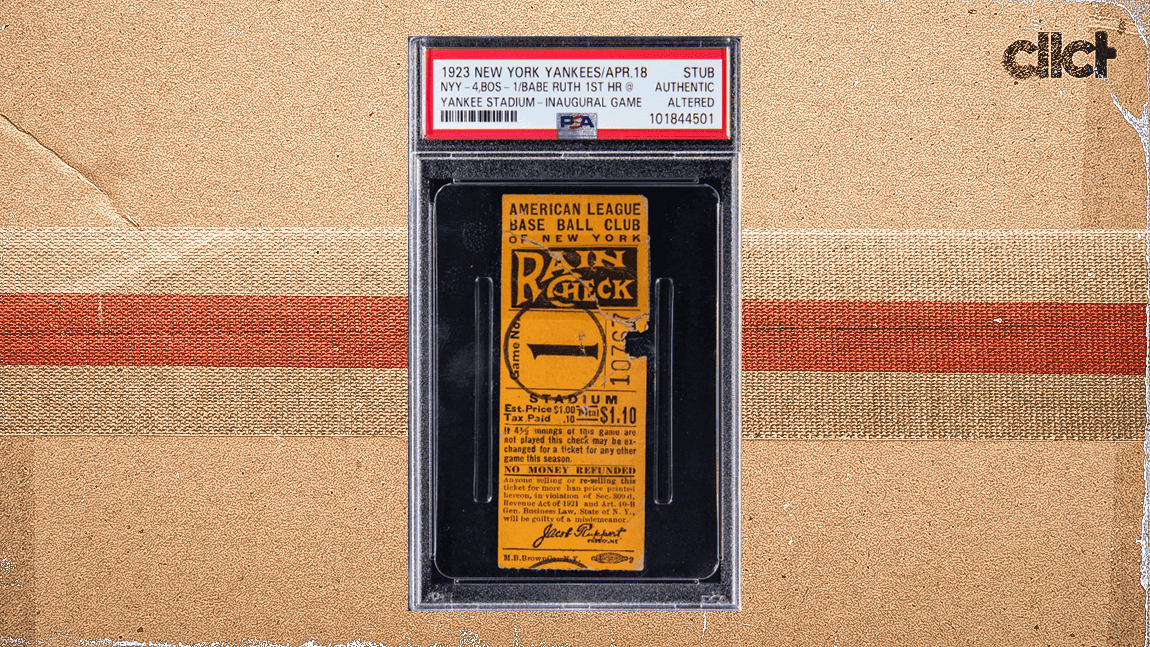 cllct
1923 NEW YORK YANKEES/APR.18 STUB
NYY - 4,BOS - 1/BABE RUTH 1ST HR @ AUTHENTIC
YANKEE STADIUM - INAUGURAL GAME ALTERED
101844501
PSA
AMERICAN LEAGUE
BASE BALL CLUB
OF NEW YORK
RAIN
CHECK
Game No.
1
STADIUM
Est. Price $1.00 Total $1.10
Tax Paid .10
If 4½ innings of this game are
not played this check may be ex-
changed for a ticket for any other
game this season.
NO MONEY REFUNDED
Anyone selling or re-selling this
ticket for more than price printed
hereon, in violation of Sec. 800 d,
Revenue Act of 1921 and Art. 10-B
Gen. Business Law, State of N. Y.,
will be guilty of a misdemeanor.
Jacob Ruppert
PRESIDENT
M.B. Brown Co. N.Y.